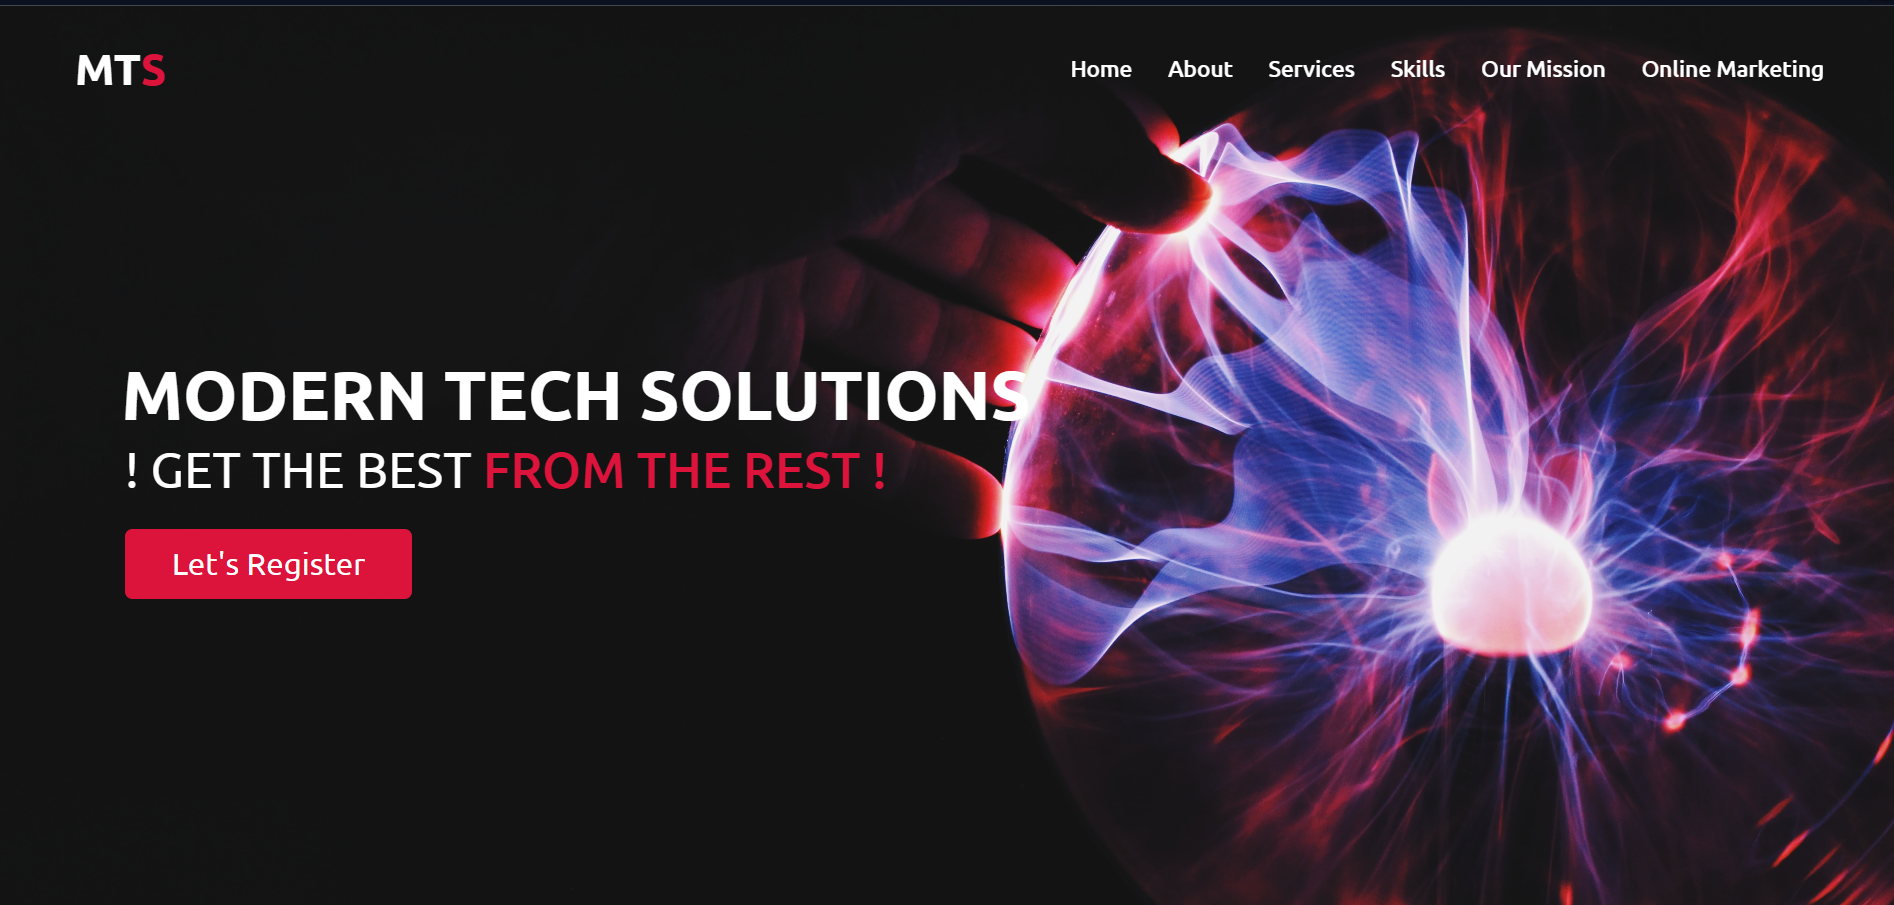 MTS
Home About Services Skills Our Mission Online Marketing
MODERN TECH SOLUTIONS
! GET THE BEST FROM THE REST !
Let's Register